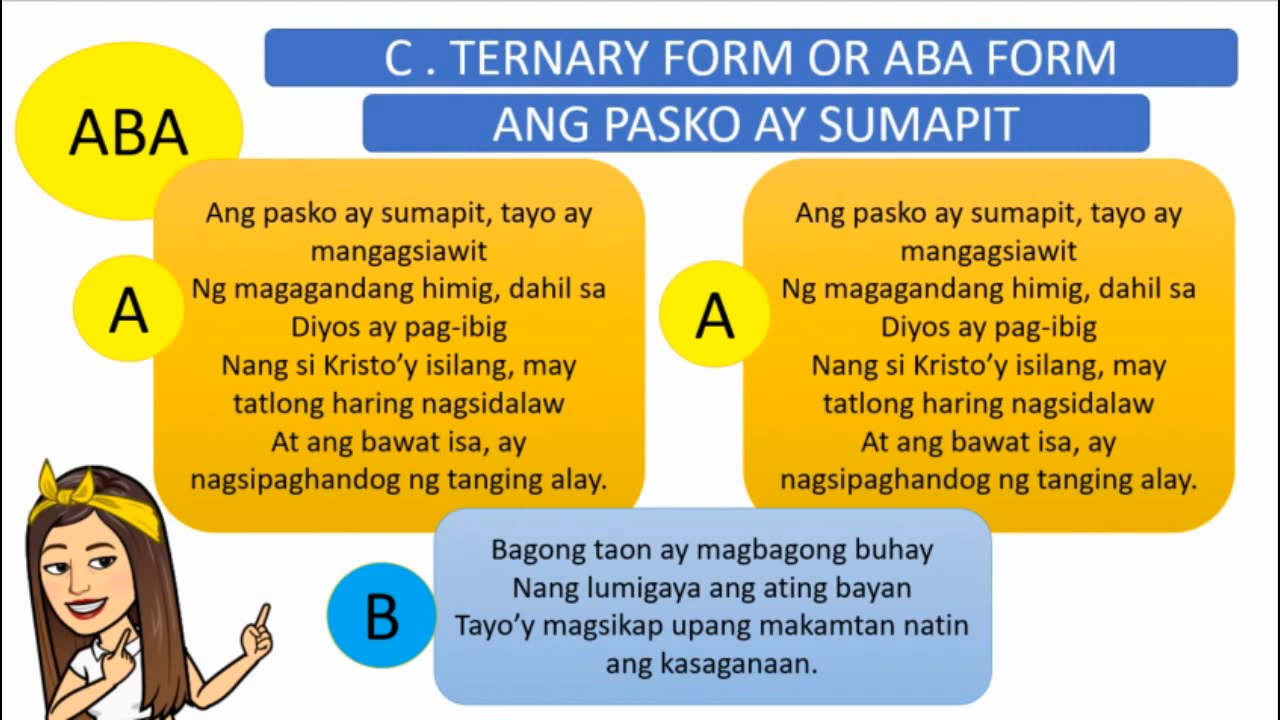 C . TERNARY FORM OR ABA FORM
ANG PASKO AY SUMAPIT
ABA
A
Ang pasko ay sumapit, tayo ay
mangagsiawit
Ng magagandang himig, dahil sa
Diyos ay pag-ibig
Nang si Kristo’y isilang, may
tatlong haring nagsidalaw
At ang bawat isa, ay
nagsipaghandog ng tanging alay.
A
Ang pasko ay sumapit, tayo ay
mangagsiawit
Ng magagandang himig, dahil sa
Diyos ay pag-ibig
Nang si Kristo’y isilang, may
tatlong haring nagsidalaw
At ang bawat isa, ay
nagsipaghandog ng tanging alay.
B
Bagong taon ay magbagong buhay
Nang lumigaya ang ating bayan
Tayo’y magsikap upang makamtan natin
ang kasaganaan.